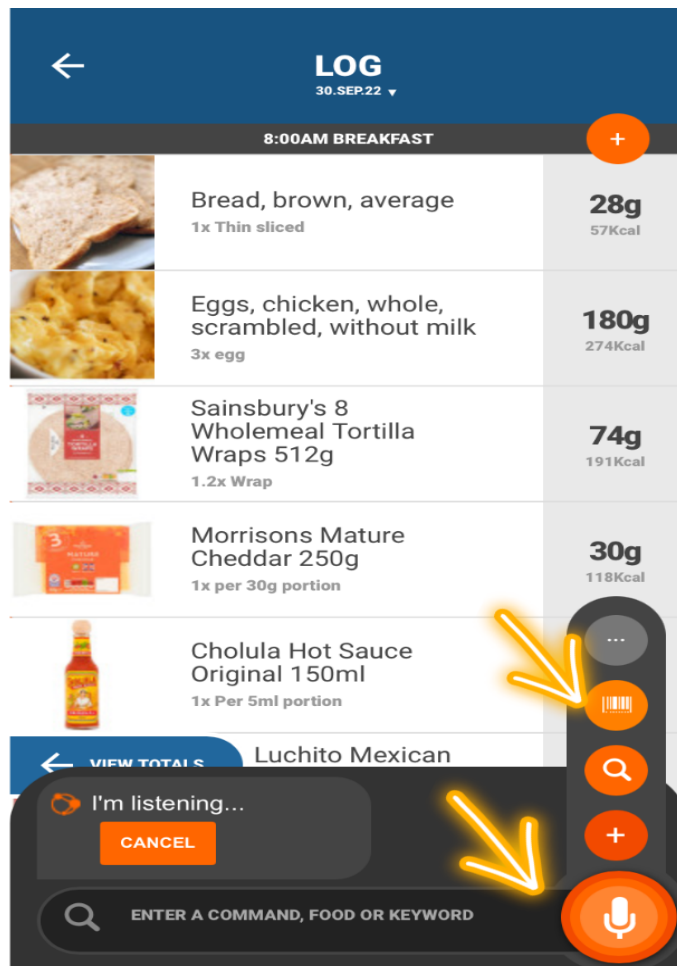 LOG
30.SEP.22 ▼
8:00AM BREAKFAST
+
Bread, brown, average
1x Thin sliced
28g
57Kcal
Eggs, chicken, whole,
scrambled, without milk
3x egg
180g
274Kcal
Sainsbury's 8
Wholemeal Tortilla
Wraps 512g
1.2x Wrap
74g
191Kcal
Morrisons Mature
Cheddar 250g
1x per 30g portion
30g
118Kcal
Cholula Hot Sauce
Original 150ml
1x Per 5ml portion
...
VIEW TOTALS
Luchito Mexican
I'm listening...
CANCEL
+
ENTER A COMMAND, FOOD OR KEYWORD